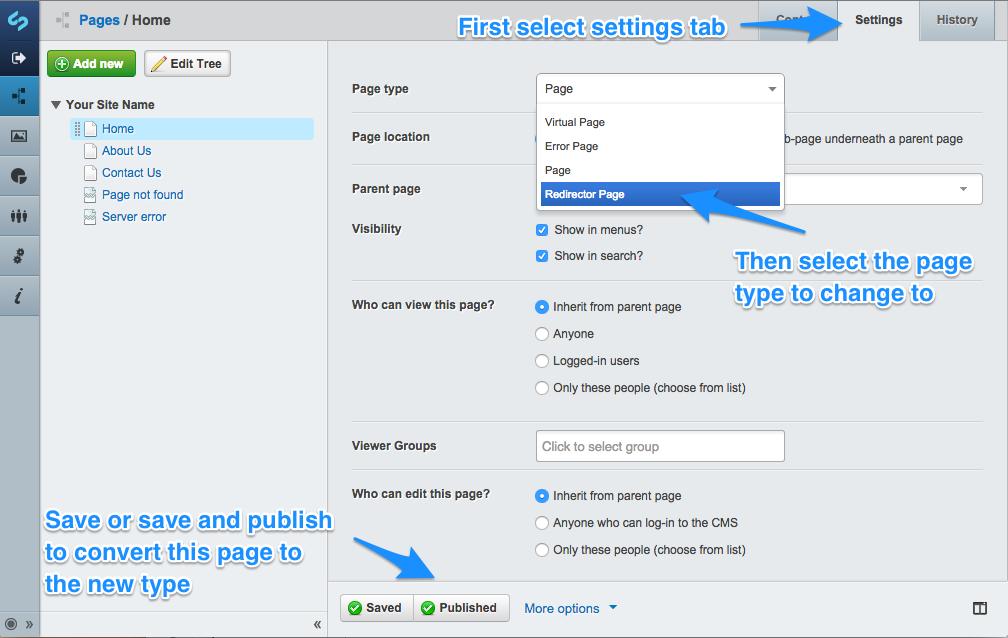 Pages / Home
First select settings tab
Settings
History
Add new
Edit Tree
Your Site Name
Home
About Us
Contact Us
Page not found
Server error
Page type
Page
Virtual Page
Error Page
Page
Redirector Page
Page location
b-page underneath a parent page
Parent page
Then select the page
type to change to
Visibility
Show in menus?
Show in search?
Who can view this page?
Inherit from parent page
Anyone
Logged-in users
Only these people (choose from list)
Viewer Groups
Click to select group
Who can edit this page?
Inherit from parent page
Anyone who can log-in to the CMS
Only these people (choose from list)
Save or save and publish
to convert this page to
the new type
Saved
Published
More options